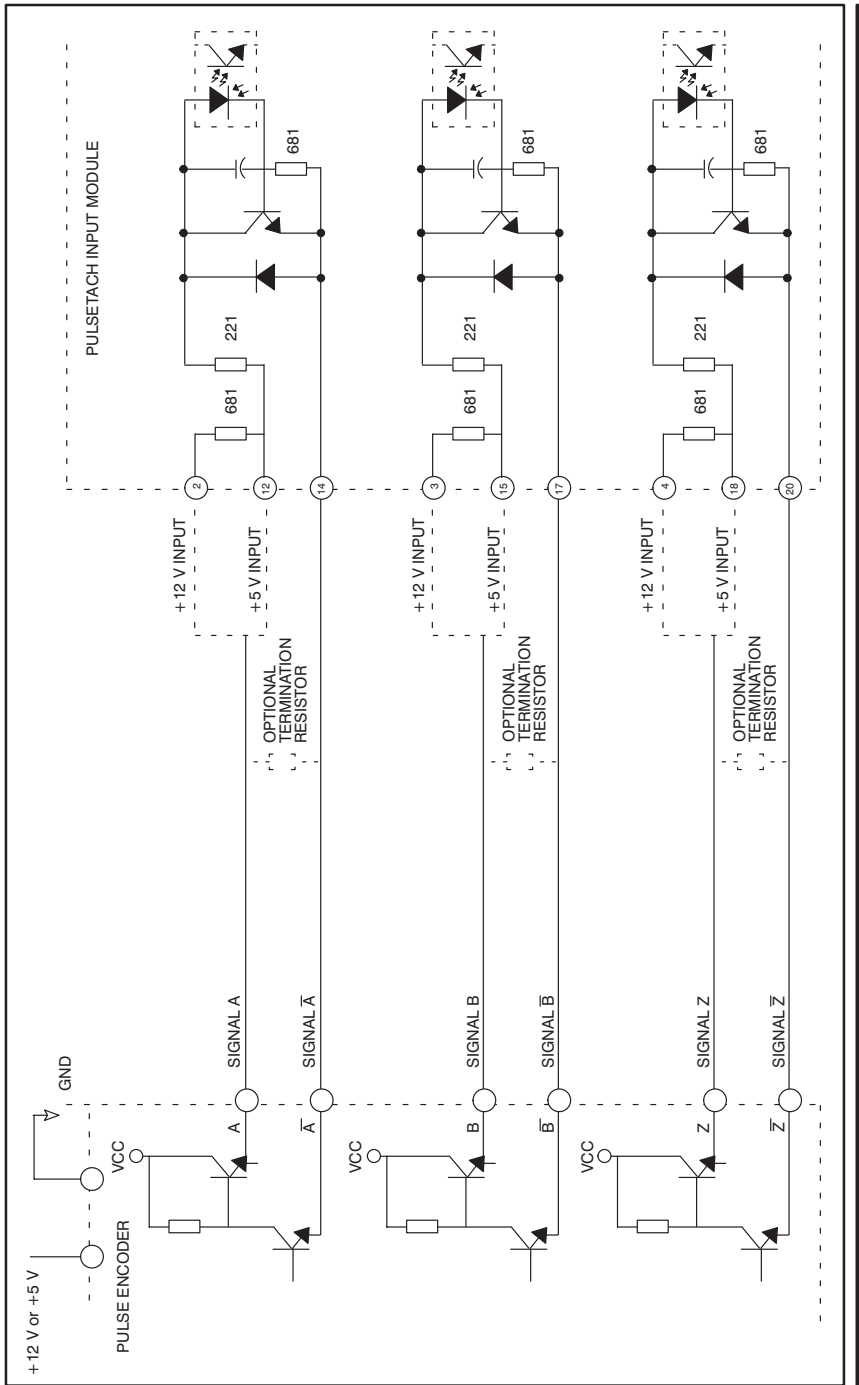 +12 V or +5 V
GND
PULSE ENCODER
VCC
A
A̅
SIGNAL A
SIGNAL A̅
OPTIONAL
TERMINATION
RESISTOR
+12 V INPUT
+5 V INPUT
2
12
14
681
221
681
PULSETACH INPUT MODULE
VCC
B
B̅
SIGNAL B
SIGNAL B̅
OPTIONAL
TERMINATION
RESISTOR
+12 V INPUT
+5 V INPUT
3
15
17
681
221
681
VCC
Z
Z̅
SIGNAL Z
SIGNAL Z̅
OPTIONAL
TERMINATION
RESISTOR
+12 V INPUT
+5 V INPUT
4
18
20
681
221
681